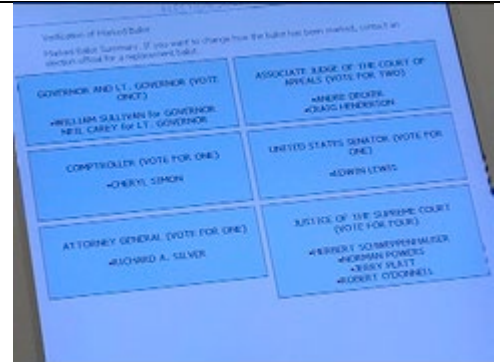 Verification of Marked Ballot
Marked Ballot Summary. If you want to change how the ballot has been marked, contact an
election official for a replacement ballot.
GOVERNOR AND LT. GOVERNOR (VOTE
ONCE)
•WILLIAM SULLIVAN for GOVERNOR
NEIL CAREY for LT. GOVERNOR
COMPTROLLER (VOTE FOR ONE)
•CHERYL SIMON
ATTORNEY GENERAL (VOTE FOR ONE)
•RICHARD A. SILVER
ASSOCIATE JUDGE OF THE COURT OF
APPEALS (VOTE FOR TWO)
•ANDRE DECKER
•CRAIG HENDERSON
UNITED STATES SENATOR (VOTE FOR
ONE)
•EDWIN LEWIS
JUSTICE OF THE SUPREME COURT
(VOTE FOR FOUR)
•HERBERT SCHWEPPENHAUSER
•NORMAN POWERS
•JERRY PLATT
•ROBERT O'DONNELL